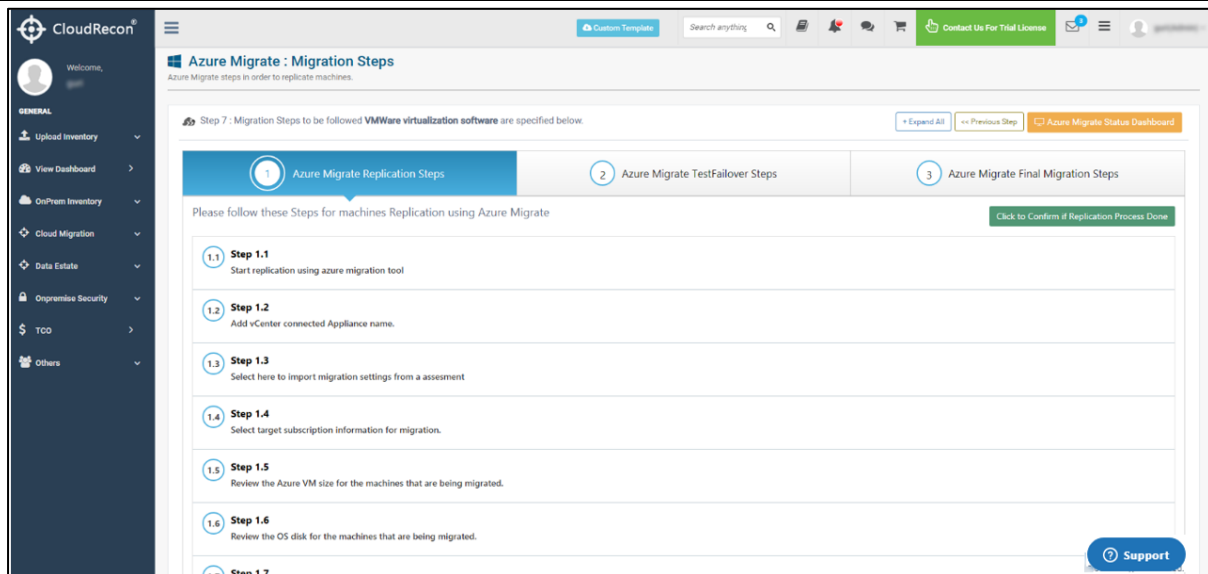 CloudRecon®
Custom Template
Search anything
Contact Us For Trial License
Welcome,
GENERAL
Upload Inventory
View Dashboard
OnPrem Inventory
Cloud Migration
Data Estate
Onpremise Security
$ TCO
Others
Azure Migrate : Migration Steps
Azure Migrate steps in order to replicate machines.
Step 7 : Migration Steps to be followed VMWare virtualization software are specified below.
+ Expand All
<< Previous Step
Azure Migrate Status Dashboard
1 Azure Migrate Replication Steps
2 Azure Migrate TestFailover Steps
3 Azure Migrate Final Migration Steps
Please follow these Steps for machines Replication using Azure Migrate
Click to Confirm if Replication Process Done
1.1 Step 1.1
Start replication using azure migration tool
1.2 Step 1.2
Add vCenter connected Appliance name.
1.3 Step 1.3
Select here to import migration settings from a assesment
1.4 Step 1.4
Select target subscription information for migration.
1.5 Step 1.5
Review the Azure VM size for the machines that are being migrated.
1.6 Step 1.6
Review the OS disk for the machines that are being migrated.
Step 1.7
Support